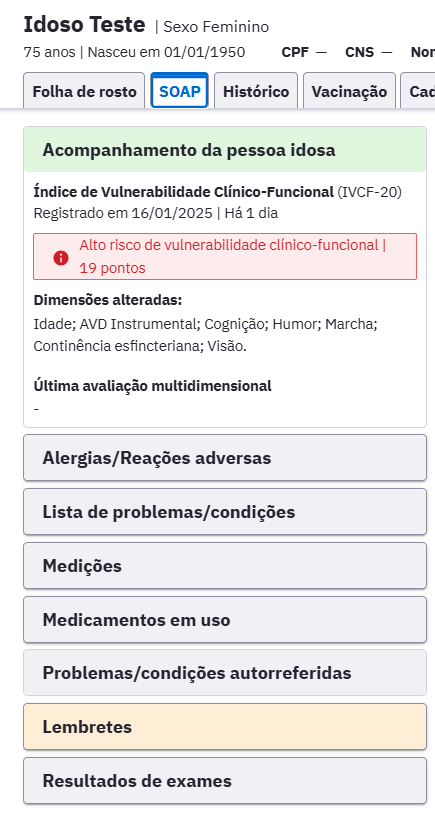 Idoso Teste | Sexo Feminino
75 anos | Nasceu em 01/01/1950 CPF — CNS — Nor
Folha de rosto SOAP Histórico Vacinação Cad
Acompanhamento da pessoa idosa
Índice de Vulnerabilidade Clínico-Funcional (IVCF-20)
Registrado em 16/01/2025 | Há 1 dia
Alto risco de vulnerabilidade clínico-funcional |
19 pontos
Dimensões alteradas:
Idade; AVD Instrumental; Cognição; Humor; Marcha;
Continência esfincteriana; Visão.
Última avaliação multidimensional
-
Alergias/Reações adversas
Lista de problemas/condições
Medições
Medicamentos em uso
Problemas/condições autorreferidas
Lembretes
Resultados de exames